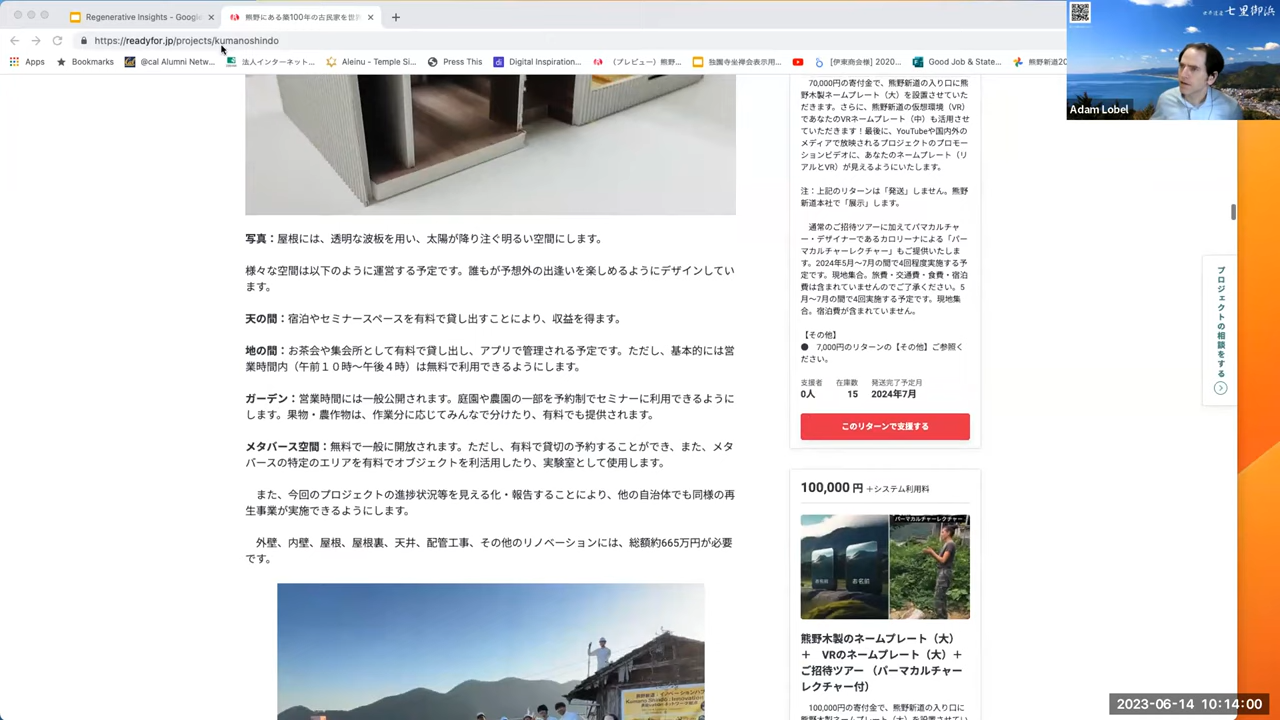 Regenerative Insights - Google
熊野にある築100年の古民家を世界
https://readyfor.jp/projects/kumanoshindo
Apps
Bookmarks
@cal Alumni Netw...
法人インターネット...
Aleinu - Temple Si...
Press This
Digital Inspiration...
（プレビュー）熊野...
独園寺坐禅会表示用...
[伊東商会様] 2020...
Good Job & State...
熊野新道20
七里御浜
Adam Lobel
写真：屋根には、透明な波板を用い、太陽が降り注ぐ明るい空間にします。
様々な空間は以下のように運営する予定です。誰もが予想外の出逢いを楽しめるようにデザインしてい
ます。
天の間：宿泊やセミナースペースを有料で貸し出すことにより、収益を得ます。
地の間：お茶会や集会所として有料で貸し出し、アプリで管理される予定です。ただし、基本的には営
業時間内（午前１０時〜午後４時）は無料で利用できるようにします。
ガーデン：営業時間には一般公開されます。庭園や農園の一部を予約制でセミナーに利用できるように
します。果物・農作物は、作業分に応じてみんなで分けたり、有料でも提供されます。
メタバース空間：無料で一般に開放されます。ただし、有料で貸切の予約することができ、また、メタ
バースの特定のエリアを有料でオブジェクトを利活用したり、実験室として使用します。
また、今回のプロジェクトの進捗状況等を見える化・報告することにより、他の自治体でも同様の再
生事業が実施できるようにします。
外壁、内壁、屋根、屋根裏、天井、配管工事、その他のリノベーションには、総額約665万円が必要
です。
70,000円の寄付金で、熊野新道の入り口に熊
野木製ネームプレート（大）を設置させていた
だきます。さらに、熊野新道の仮想環境（VR）
であなたのVRネームプレート（中）も活用させ
ていただきます！最後に、YouTubeや国内外の
メディアで放映されるプロジェクトのプロモー
ションビデオに、あなたのネームプレート（リ
アルとVR）が見えるようにいたします。
注：上記のリターンは「発送」しません。熊野
新道本社で「展示」します。
通常のご招待ツアーに加えてパマカルチャ
ー・デザイナーであるカロリーナによる「パー
マカルチャーレクチャー」もご提供いたしま
す。2024年5月〜7月の間で4回程度実施する予
定です。現地集合。旅費・交通費・食費・宿泊
費は含まれていませんのでご了承ください。5
月〜7月の間で4回実施する予定です。現地集
合。宿泊費が含まれていません。
【その他】
● 7,000円のリターンの【その他】ご参照く
ださい。
支援者 在庫数 発送完了予定月
0人 15 2024年7月
このリターンで支援する
100,000 円 ＋システム利用料
パーマカルチャーレクチャー
お名前
お名前
熊野木製のネームプレート（大）
＋ VRのネームプレート（大）＋
ご招待ツアー （パーマカルチャー
レクチャー付）
100,000円の寄付金で、熊野新道の入り口に
野木製ネームプレート（大）を設置させてい
プロジェクトの相談をする
2023-06-14 10:14:00